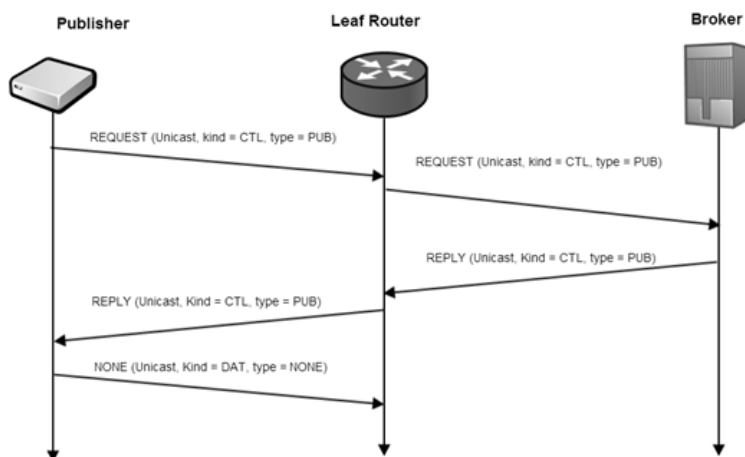 Publisher
Leaf Router
Broker
REQUEST (Unicast, kind = CTL, type = PUB)
REQUEST (Unicast, kind = CTL, type = PUB)
REPLY (Unicast, Kind = CTL, type = PUB)
REPLY (Unicast, Kind = CTL, type = PUB)
NONE (Unicast, Kind = DAT, type = NONE)